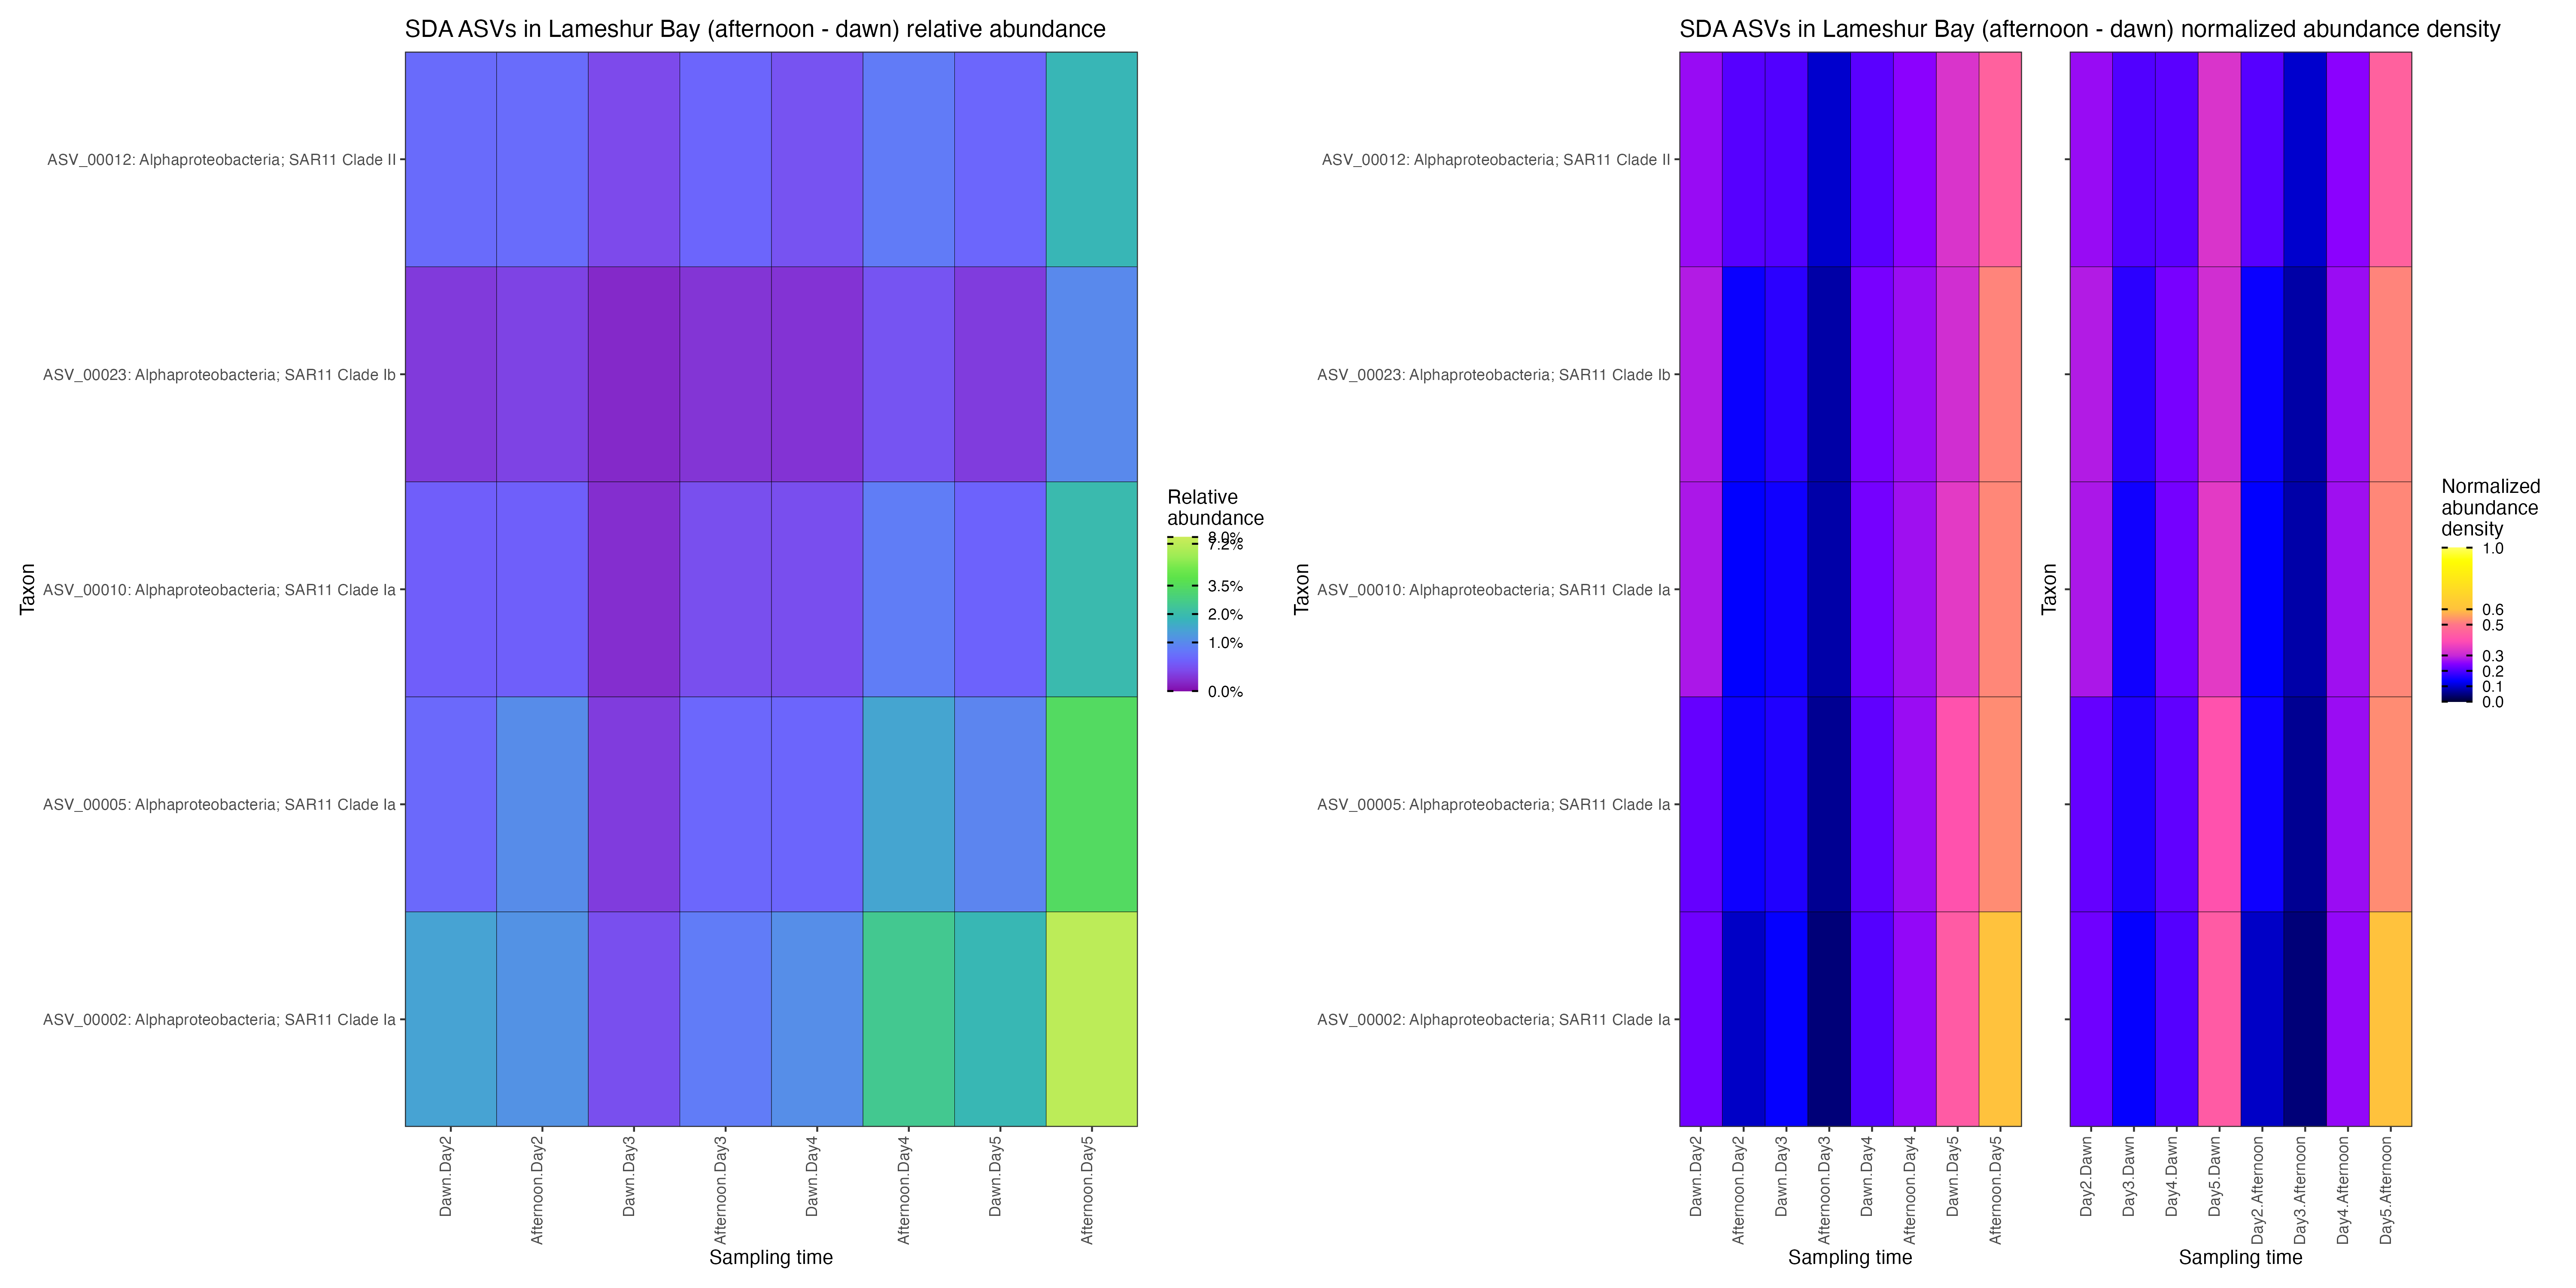 SDA ASVs in Lameshur Bay (afternoon - dawn) relative abundance
Taxon
ASV_00012: Alphaproteobacteria; SAR11 Clade II
ASV_00023: Alphaproteobacteria; SAR11 Clade Ib
ASV_00010: Alphaproteobacteria; SAR11 Clade Ia
ASV_00005: Alphaproteobacteria; SAR11 Clade Ia
ASV_00002: Alphaproteobacteria; SAR11 Clade Ia
Dawn.Day2
Afternoon.Day2
Dawn.Day3
Afternoon.Day3
Dawn.Day4
Afternoon.Day4
Dawn.Day5
Afternoon.Day5
Sampling time
Relative
abundance
8.0%
7.2%
3.5%
2.0%
1.0%
0.0%
SDA ASVs in Lameshur Bay (afternoon - dawn) normalized abundance density
Taxon
ASV_00012: Alphaproteobacteria; SAR11 Clade II
ASV_00023: Alphaproteobacteria; SAR11 Clade Ib
ASV_00010: Alphaproteobacteria; SAR11 Clade Ia
ASV_00005: Alphaproteobacteria; SAR11 Clade Ia
ASV_00002: Alphaproteobacteria; SAR11 Clade Ia
Dawn.Day2
Afternoon.Day2
Dawn.Day3
Afternoon.Day3
Dawn.Day4
Afternoon.Day4
Dawn.Day5
Afternoon.Day5
Sampling time
Taxon
Day2.Dawn
Day3.Dawn
Day4.Dawn
Day5.Dawn
Day2.Afternoon
Day3.Afternoon
Day4.Afternoon
Day5.Afternoon
Sampling time
Normalized
abundance
density
1.0
0.6
0.5
0.3
0.2
0.1
0.0